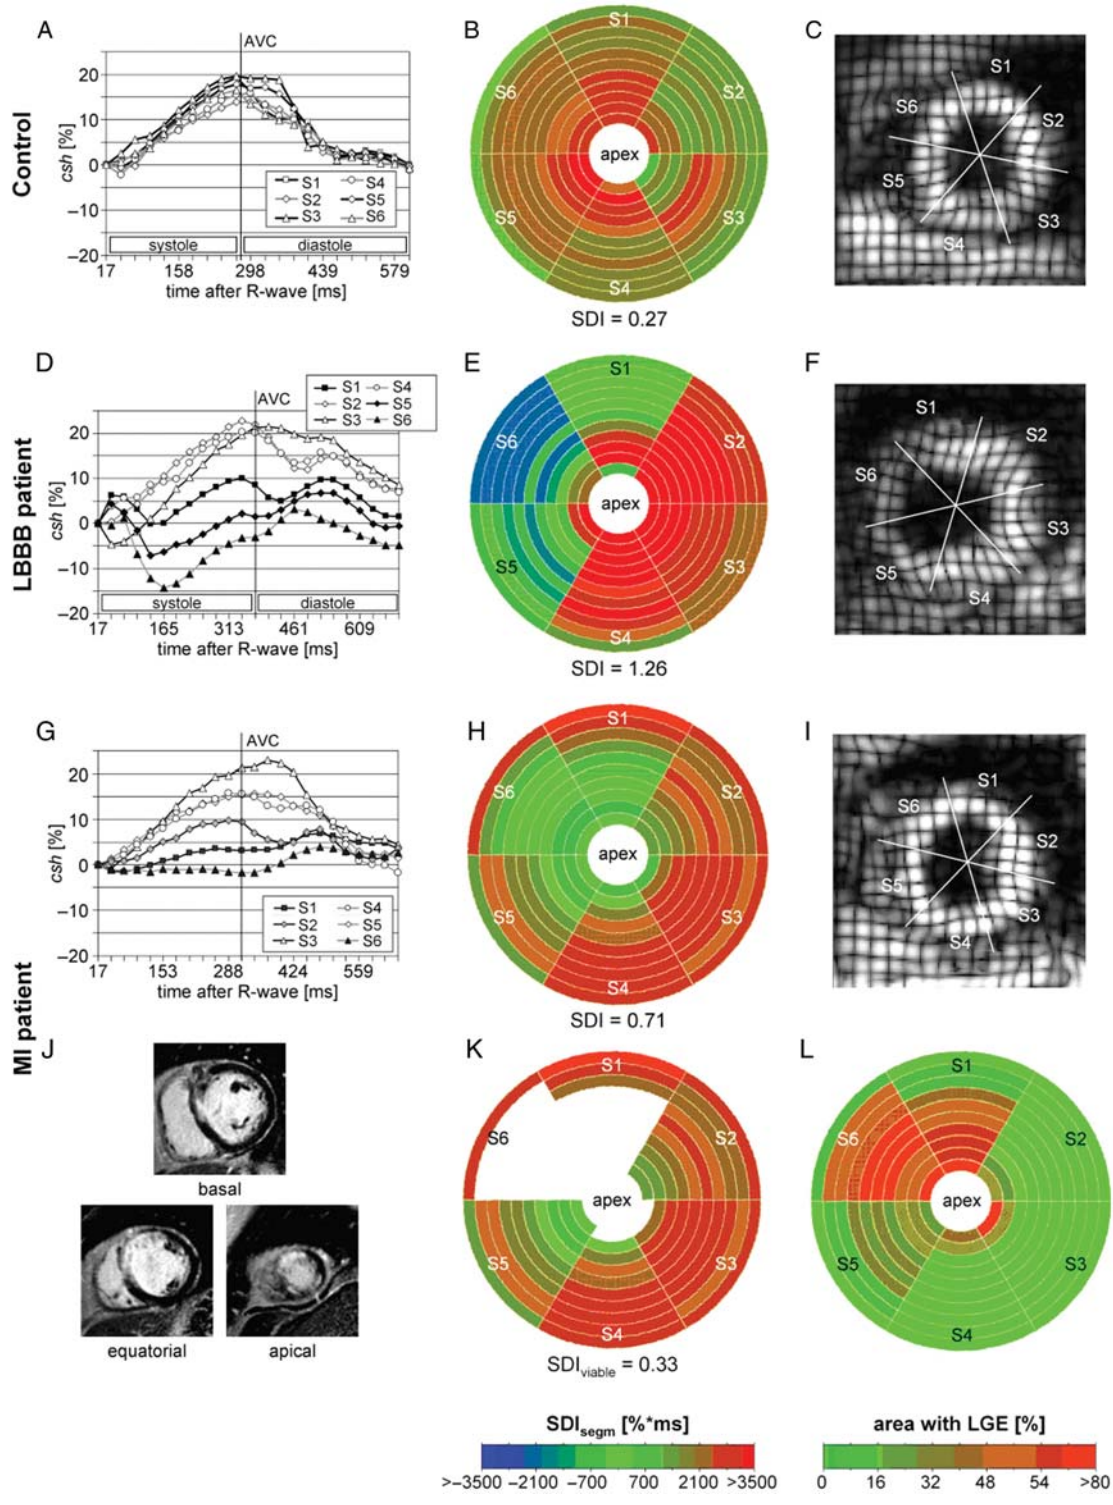 Control
A
AVC
csh [%]
20
10
0
–10
–20
S1 S4
S2 S5
S3 S6
systole diastole
17 158 298 439 579
time after R-wave [ms]
B
S1
S2
S3
S4
S5
S6
apex
SDI = 0.27
C
S1
S2
S3
S4
S5
S6
LBBB patient
D
AVC
S1 S4
S2 S5
S3 S6
csh [%]
20
10
0
–10
–20
systole diastole
17 165 313 461 609
time after R-wave [ms]
E
S1
S2
S3
S4
S5
S6
apex
SDI = 1.26
F
S1
S2
S3
S4
S5
S6
MI patient
G
AVC
csh [%]
20
10
0
–10
–20
S1 S4
S2 S5
S3 S6
17 153 288 424 559
time after R-wave [ms]
H
S1
S2
S3
S4
S5
S6
apex
SDI = 0.71
I
S1
S2
S3
S4
S5
S6
J
basal
equatorial apical
K
S1
S2
S3
S4
S5
S6
apex
SDIviable = 0.33
L
S1
S2
S3
S4
S5
S6
apex
SDIsegm [%*ms]
>–3500 –2100 –700 700 2100 >3500
area with LGE [%]
0 16 32 48 54 >80